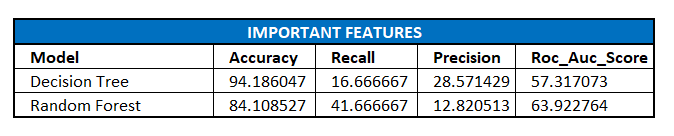 IMPORTANT FEATURES
Model Accuracy Recall Precision Roc_Auc_Score
Decision Tree 94.186047 16.666667 28.571429 57.317073
Random Forest 84.108527 41.666667 12.820513 63.922764